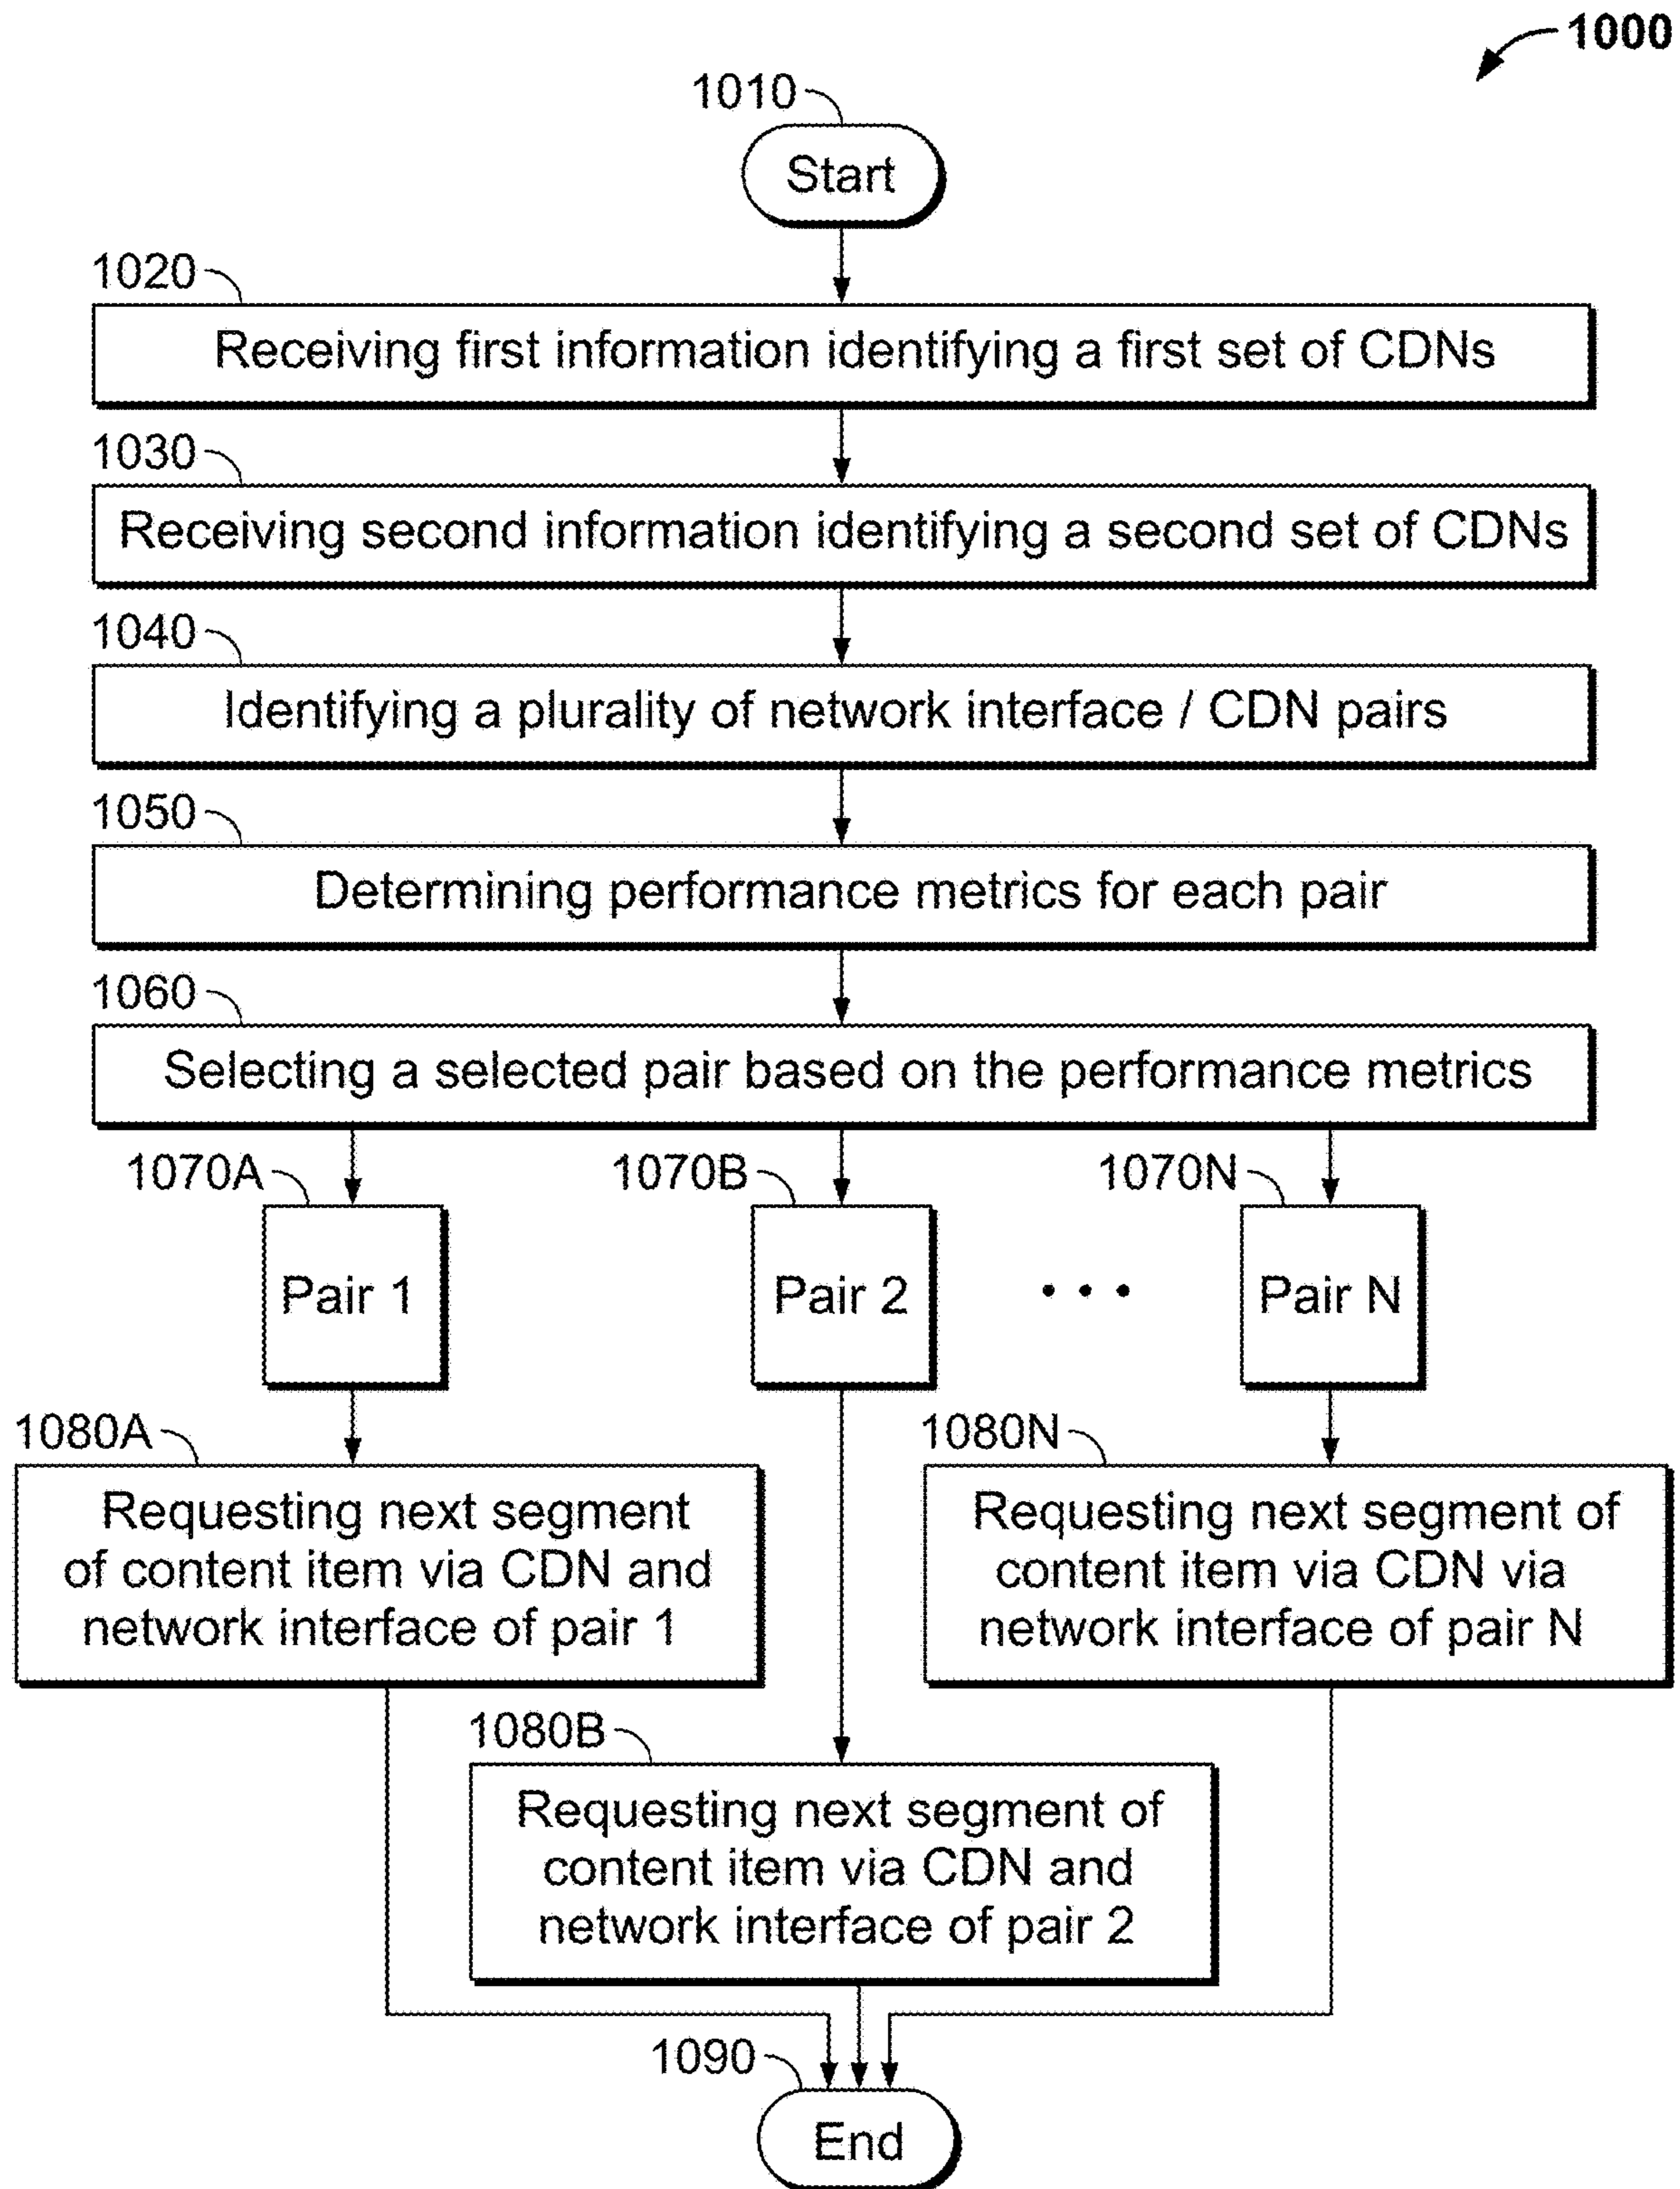 1000
1010
Start
1020
Receiving first information identifying a first set of CDNs
1030
Receiving second information identifying a second set of CDNs
1040
Identifying a plurality of network interface / CDN pairs
1050
Determining performance metrics for each pair
1060
Selecting a selected pair based on the performance metrics
1070A
1070B
1070N
Pair 1
Pair 2
• • •
Pair N
1080A
Requesting next segment
of content item via CDN and
network interface of pair 1
1080N
Requesting next segment of
content item via CDN via
network interface of pair N
1080B
Requesting next segment of
content item via CDN and
network interface of pair 2
1090
End